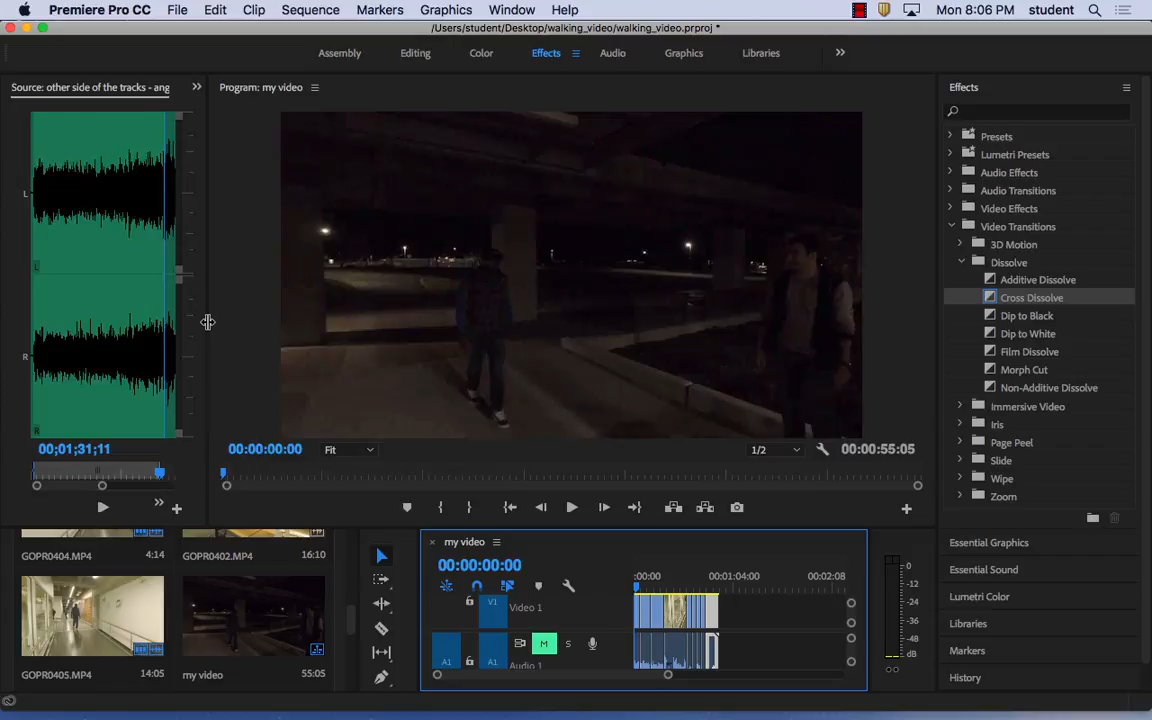 Premiere Pro CC File Edit Clip Sequence Markers Graphics Window Help Mon 8:06 PM student
/Users/student/Desktop/walking_video/walking_video.prproj *
Assembly Editing Color Effects Audio Graphics Libraries
Source: other side of the tracks - ang
Program: my video
Effects
Presets
Lumetri Presets
Audio Effects
Audio Transitions
Video Effects
Video Transitions
3D Motion
Dissolve
Additive Dissolve
Cross Dissolve
Dip to Black
Dip to White
Film Dissolve
Morph Cut
Non-Additive Dissolve
Immersive Video
Iris
Page Peel
Slide
Wipe
Zoom
L
L
R
R
00;01;31;11
00:00:00:00 Fit 1/2 00:00:55:05
GOPR0404.MP4 4:14
GOPR0402.MP4 16:10
GOPR0405.MP4 14:05
my video 55:05
my video
00:00:00:00
:00:00 00:01:04:00 00:02:08
V1 Video 1
A1 A1 M S Audio 1
0
-12
-24
-36
-48
dB
Essential Graphics
Essential Sound
Lumetri Color
Libraries
Markers
History